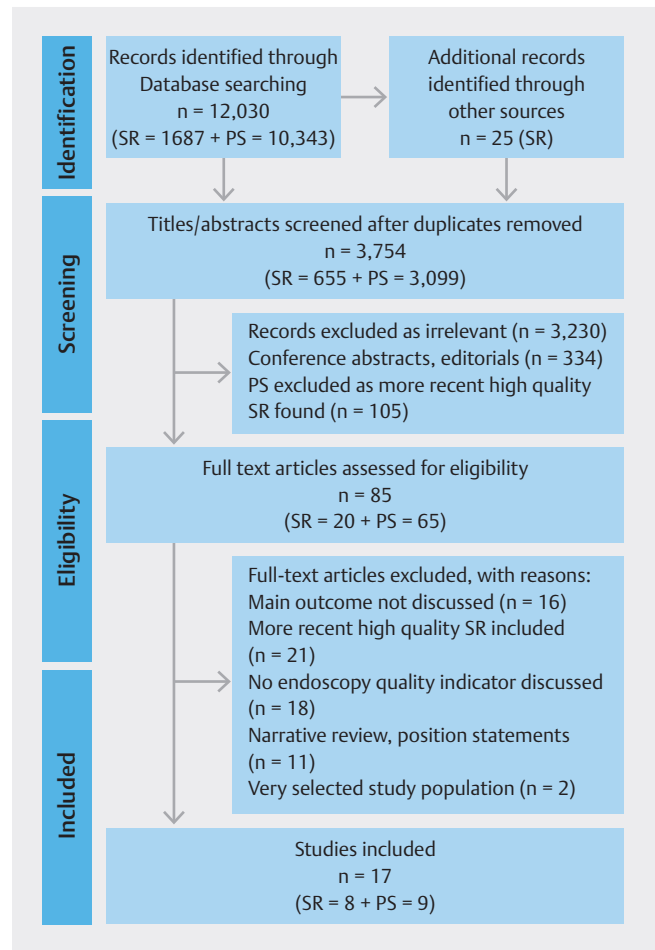 Identification
Records identified through
Database searching
n = 12,030
(SR = 1687 + PS = 10,343)
Additional records
identified through
other sources
n = 25 (SR)
Screening
Titles/abstracts screened after duplicates removed
n = 3,754
(SR = 655 + PS = 3,099)
Records excluded as irrelevant (n = 3,230)
Conference abstracts, editorials (n = 334)
PS excluded as more recent high quality
SR found (n = 105)
Eligibility
Full text articles assessed for eligibility
n = 85
(SR = 20 + PS = 65)
Full-text articles excluded, with reasons:
Main outcome not discussed (n = 16)
More recent high quality SR included
(n = 21)
No endoscopy quality indicator discussed
(n = 18)
Narrative review, position statements
(n = 11)
Very selected study population (n = 2)
Included
Studies included
n = 17
(SR = 8 + PS = 9)